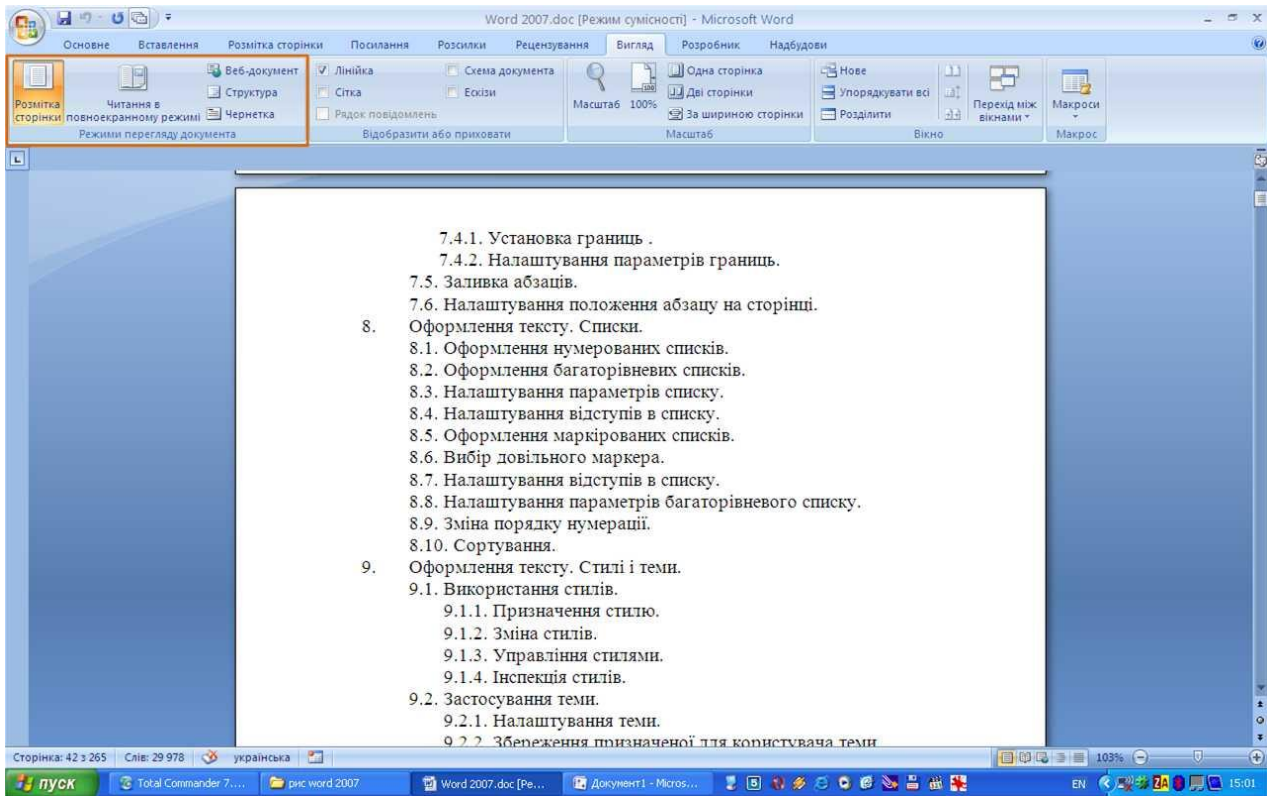 Word 2007.doc [Режим сумісності] - Microsoft Word
Основне Вставлення Розмітка сторінки Посилання Розсилки Рецензування Вигляд Розробник Надбудови
Розмітка сторінки
Читання в повноекранному режимі
Веб-документ
Структура
Чернетка
Режими перегляду документа
Лінійка
Сітка
Рядок повідомлень
Схема документа
Ескізи
Відобразити або приховати
Масштаб
100%
Одна сторінка
Дві сторінки
За шириною сторінки
Масштаб
Нове
Упорядкувати всі
Розділити
Перехід між вікнами
Вікно
Макроси
Макрос
7.4.1. Установка границь .
7.4.2. Налаштування параметрів границь.
7.5. Заливка абзаців.
7.6. Налаштування положення абзацу на сторінці.
8. Оформлення тексту. Списки.
8.1. Оформлення нумерованих списків.
8.2. Оформлення багаторівневих списків.
8.3. Налаштування параметрів списку.
8.4. Налаштування відступів в списку.
8.5. Оформлення маркірованих списків.
8.6. Вибір довільного маркера.
8.7. Налаштування відступів в списку.
8.8. Налаштування параметрів багаторівневого списку.
8.9. Зміна порядку нумерації.
8.10. Сортування.
9. Оформлення тексту. Стилі і теми.
9.1. Використання стилів.
9.1.1. Призначення стилю.
9.1.2. Зміна стилів.
9.1.3. Управління стилями.
9.1.4. Інспекція стилів.
9.2. Застосування теми.
9.2.1. Налаштування теми.
9.2.2. Збереження призначеної для користувача теми
Сторінка: 42 з 265 Слів: 29 978 українська 103%
пуск Total Commander 7.... рис word 2007 Word 2007.doc [Ре... Документ1 - Micros... EN 15:01